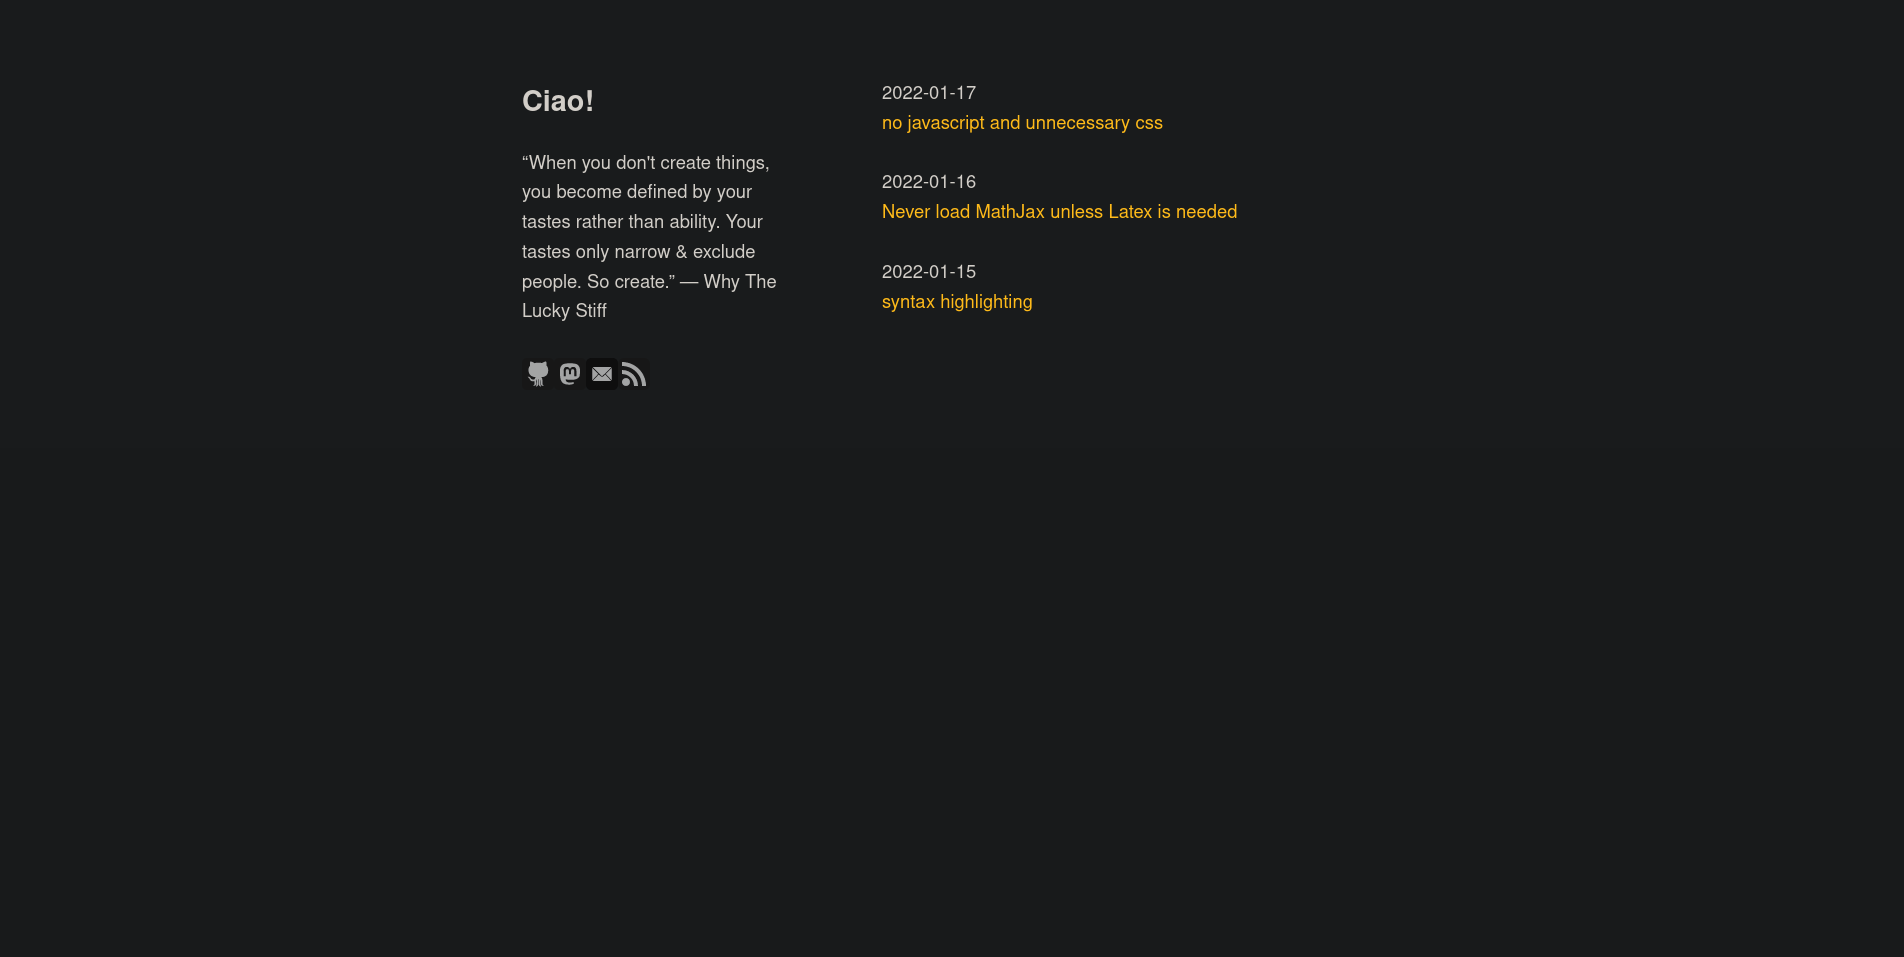 Ciao!
“When you don't create things,
you become defined by your
tastes rather than ability. Your
tastes only narrow & exclude
people. So create.” — Why The
Lucky Stiff
2022-01-17
no javascript and unnecessary css
2022-01-16
Never load MathJax unless Latex is needed
2022-01-15
syntax highlighting